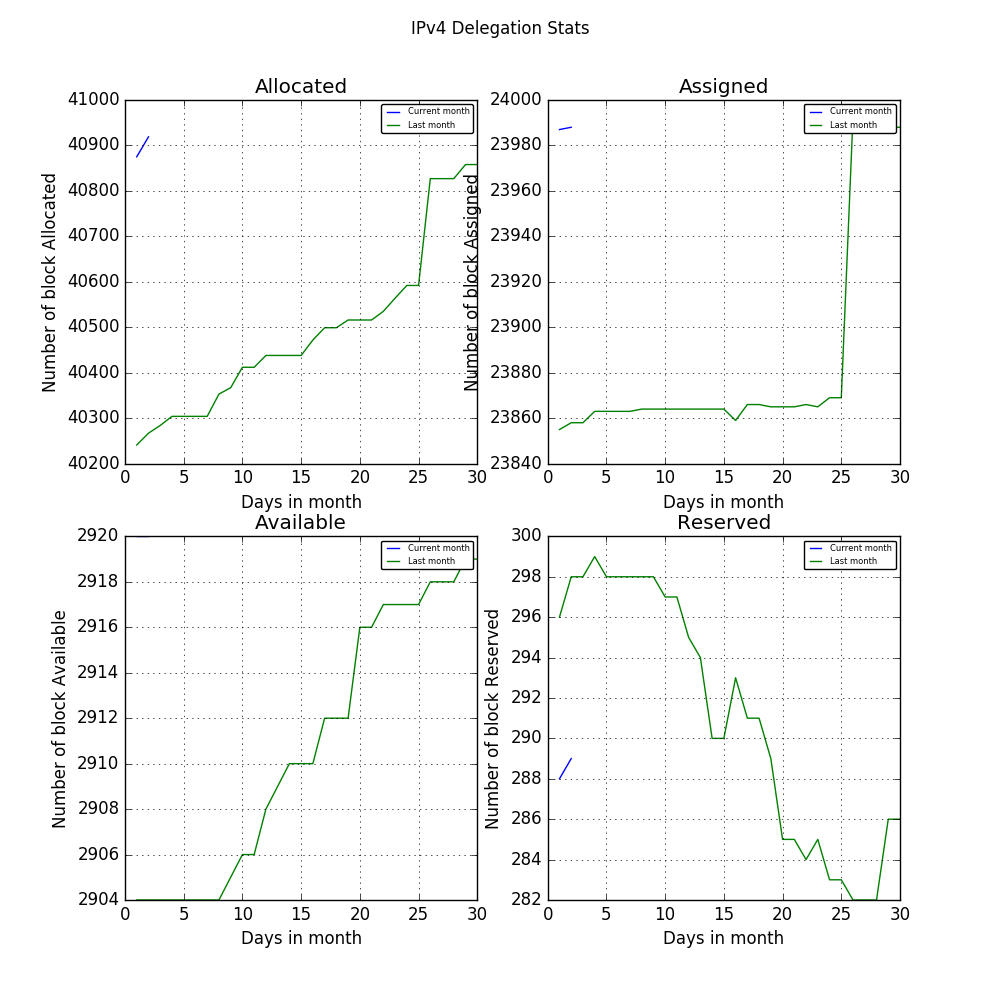 IPv4 Delegation Stats
Allocated
Number of block Allocated
41000
40900
40800
40700
40600
40500
40400
40300
40200
Current month
Last month
0 5 10 15 20 25 30
Days in month
Assigned
Number of block Assigned
24000
23980
23960
23940
23920
23900
23880
23860
23840
Current month
Last month
0 5 10 15 20 25 30
Days in month
Available
Number of block Available
2920
2918
2916
2914
2912
2910
2908
2906
2904
Current month
Last month
0 5 10 15 20 25 30
Days in month
Reserved
Number of block Reserved
300
298
296
294
292
290
288
286
284
282
Current month
Last month
0 5 10 15 20 25 30
Days in month